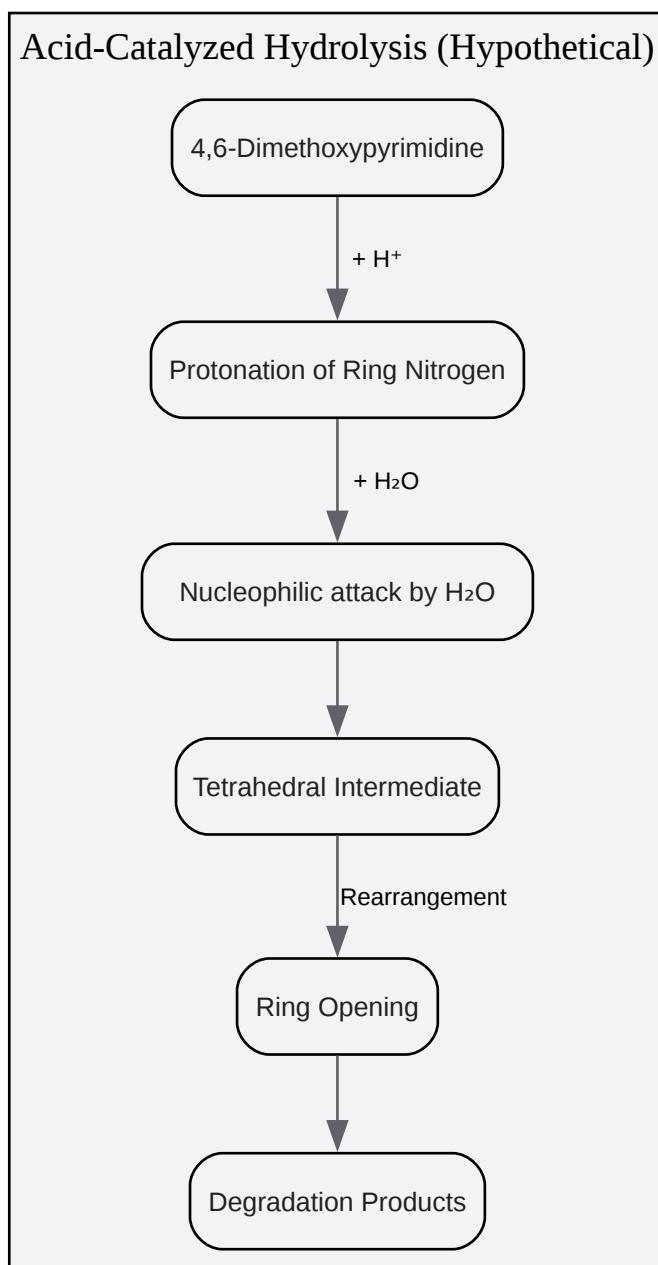 Acid-Catalyzed Hydrolysis (Hypothetical)
4,6-Dimethoxypyrimidine
+ H⁺
Protonation of Ring Nitrogen
+ H₂O
Nucleophilic attack by H₂O
Tetrahedral Intermediate
Rearrangement
Ring Opening
Degradation Products